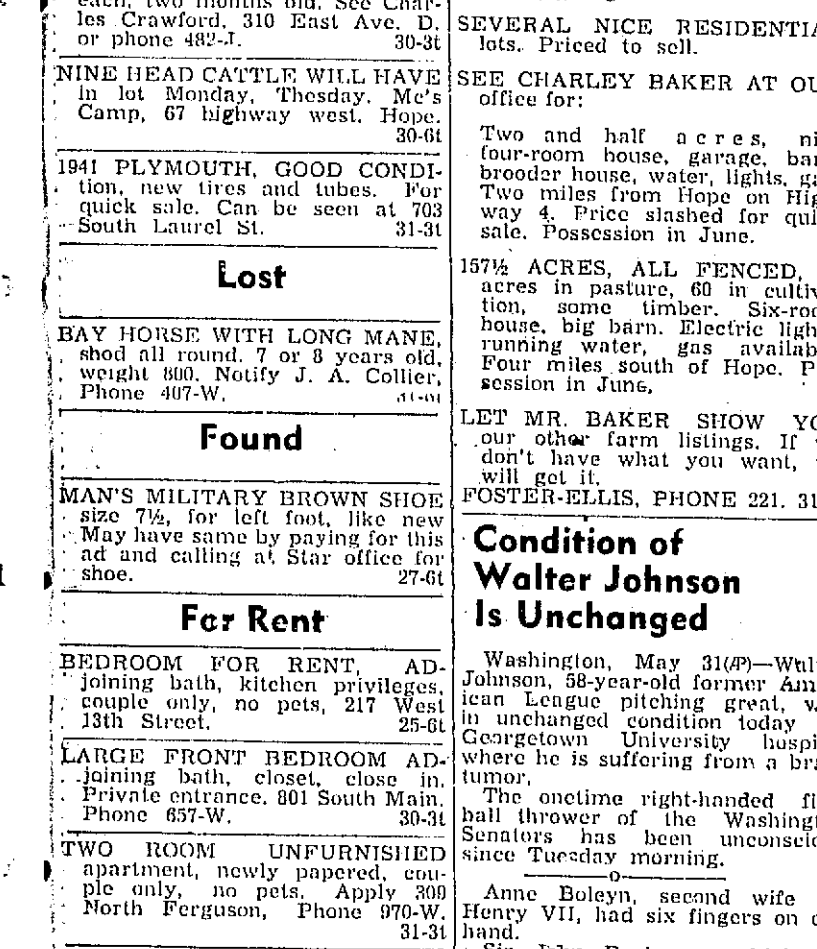 each, two months old. See Char-
les Crawford, 310 East Ave. D.
or phone 482-J. 30-3t
NINE HEAD CATTLE WILL HAVE
in lot Monday, Thesday. Mc's
Camp, 67 highway west. Hope.
30-6t
1941 PLYMOUTH, GOOD CONDI-
tion, new tires and tubes. For
quick sale. Can be seen at 703
South Laurel St. 31-3t
Lost
BAY HORSE WITH LONG MANE,
shod all round. 7 or 8 years old,
weight 800. Notify J. A. Collier,
Phone 407-W.
Found
MAN'S MILITARY BROWN SHOE
size 7½, for left foot, like new
May have same by paying for this
ad and calling at Star office for
shoe. 27-6t
For Rent
BEDROOM FOR RENT, AD-
joining bath, kitchen privileges,
couple only, no pets, 217 West
13th Street. 25-6t
LARGE FRONT BEDROOM AD-
joining bath, closet, close in.
Private entrance. 801 South Main.
Phone 657-W. 30-3t
TWO ROOM UNFURNISHED
apartment, newly papered, cou-
ple only, no pets. Apply 309
North Ferguson, Phone 970-W.
31-3t
SEVERAL NICE RESIDENTIA
lots. Priced to sell.
SEE CHARLEY BAKER AT OU
office for:
Two and half acres, ni
four-room house, garage, bar
brooder house, water, lights, ga
Two miles from Hope on Hig
way 4. Price slashed for qui
sale. Possession in June.
157½ ACRES, ALL FENCED,
acres in pasture, 60 in cultiv
tion, some timber. Six-roo
house, big barn. Electric ligh
running water, gas availab
Four miles south of Hope. P
session in June,
LET MR. BAKER SHOW YO
our other farm listings. If
don't have what you want,
will get it.
FOSTER-ELLIS, PHONE 221. 31
Condition of
Walter Johnson
Is Unchanged
Washington, May 31(AP)—Walt
Johnson, 58-year-old former Am
ican League pitching great, w
in unchanged condition today
Georgetown University hospi
where he is suffering from a bra
tumor.
The onetime right-handed fi
ball thrower of the Washingt
Senators has been unconscio
since Tuesday morning.
o
Anne Boleyn, second wife
Henry VII, had six fingers on o
hand.